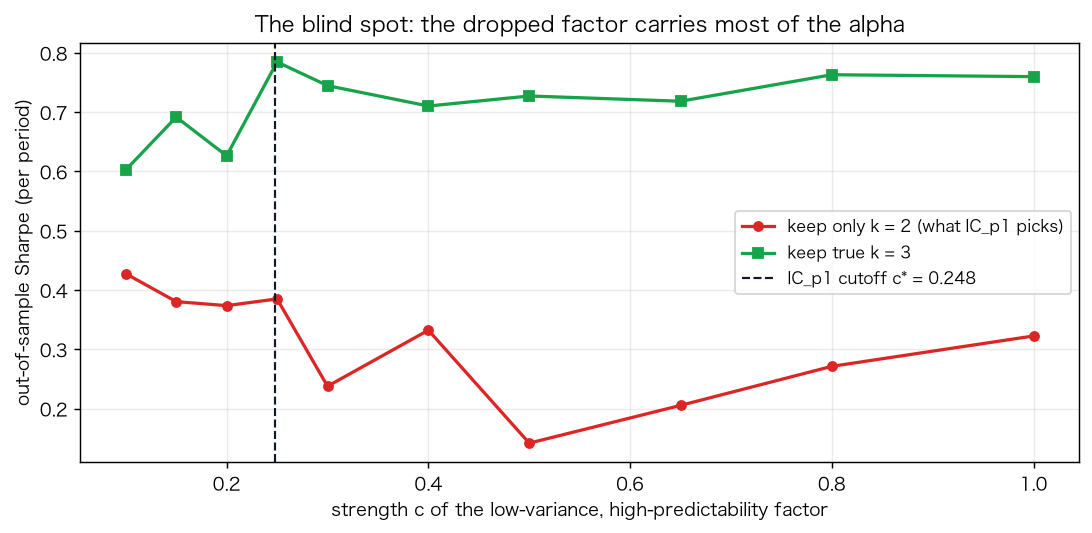 The blind spot: the dropped factor carries most of the alpha
out-of-sample Sharpe (per period)
0.8
0.7
0.6
0.5
0.4
0.3
0.2
keep only k = 2 (what IC_p1 picks)
keep true k = 3
IC_p1 cutoff c* = 0.248
0.2
0.4
0.6
0.8
1.0
strength c of the low-variance, high-predictability factor